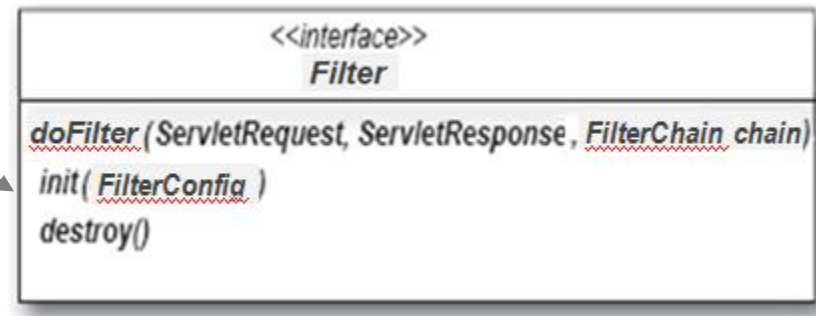 <<interface>>
Filter
doFilter (ServletRequest, ServletResponse , FilterChain chain)
init( FilterConfig )
destroy()